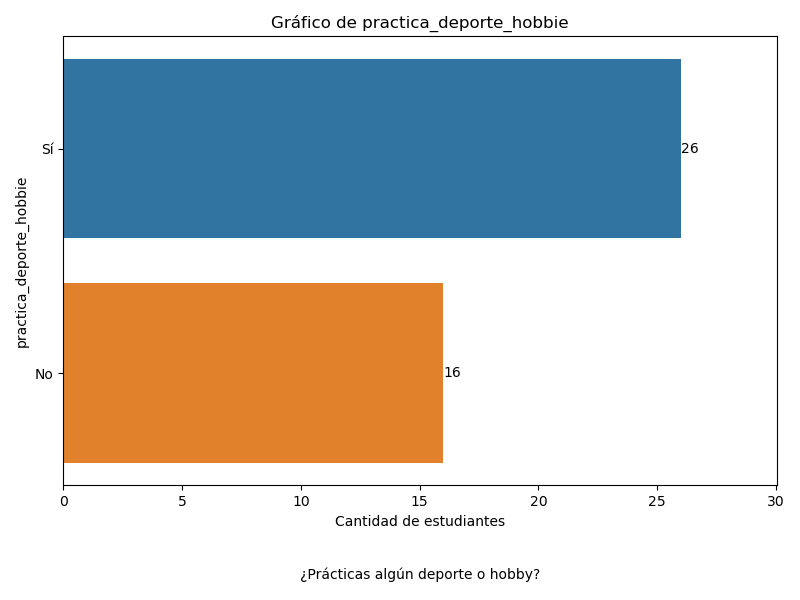 Gráfico de practica_deporte_hobbie
practica_deporte_hobbie
Sí
26
No
16
0 5 10 15 20 25 30
Cantidad de estudiantes
¿Prácticas algún deporte o hobby?